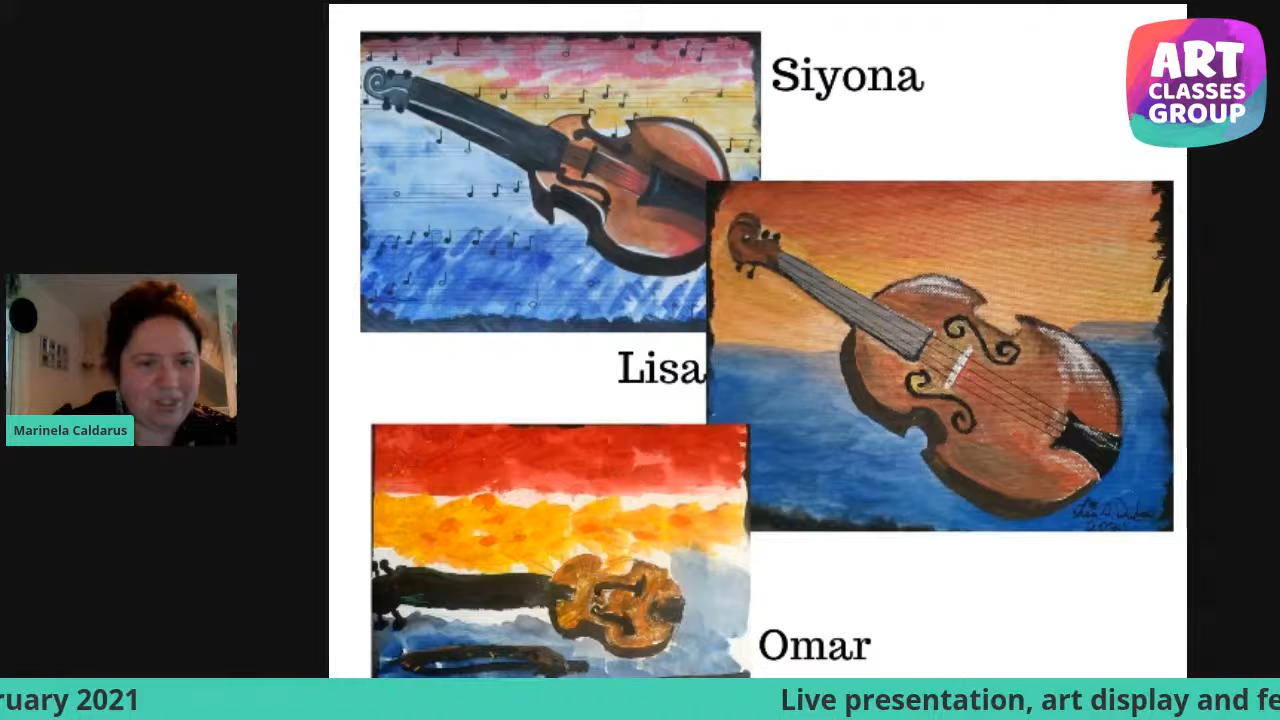 Siyona
ART
CLASSES
GROUP
Lisa
Marinela Caldarus
Omar
ruary 2021
Live presentation, art display and fe